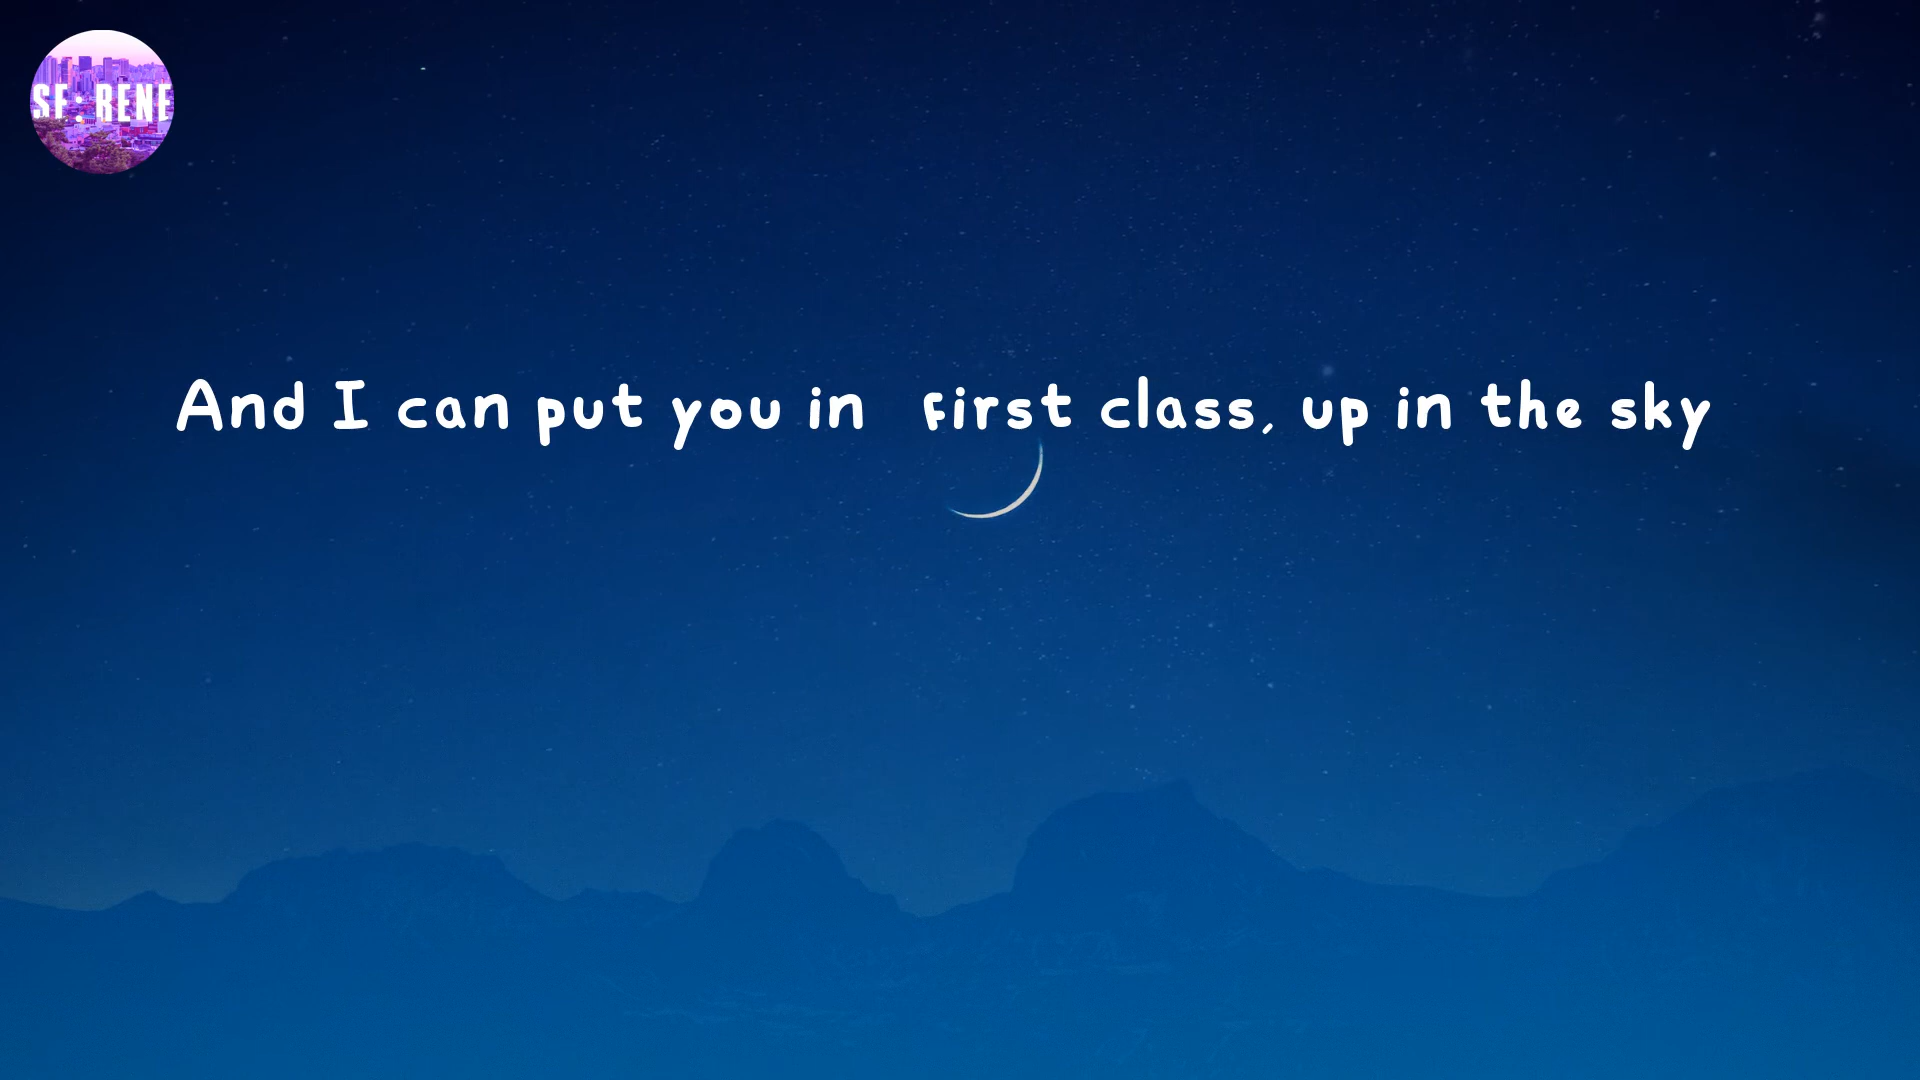 SE:RENE
And I can put you in first class, up in the sky